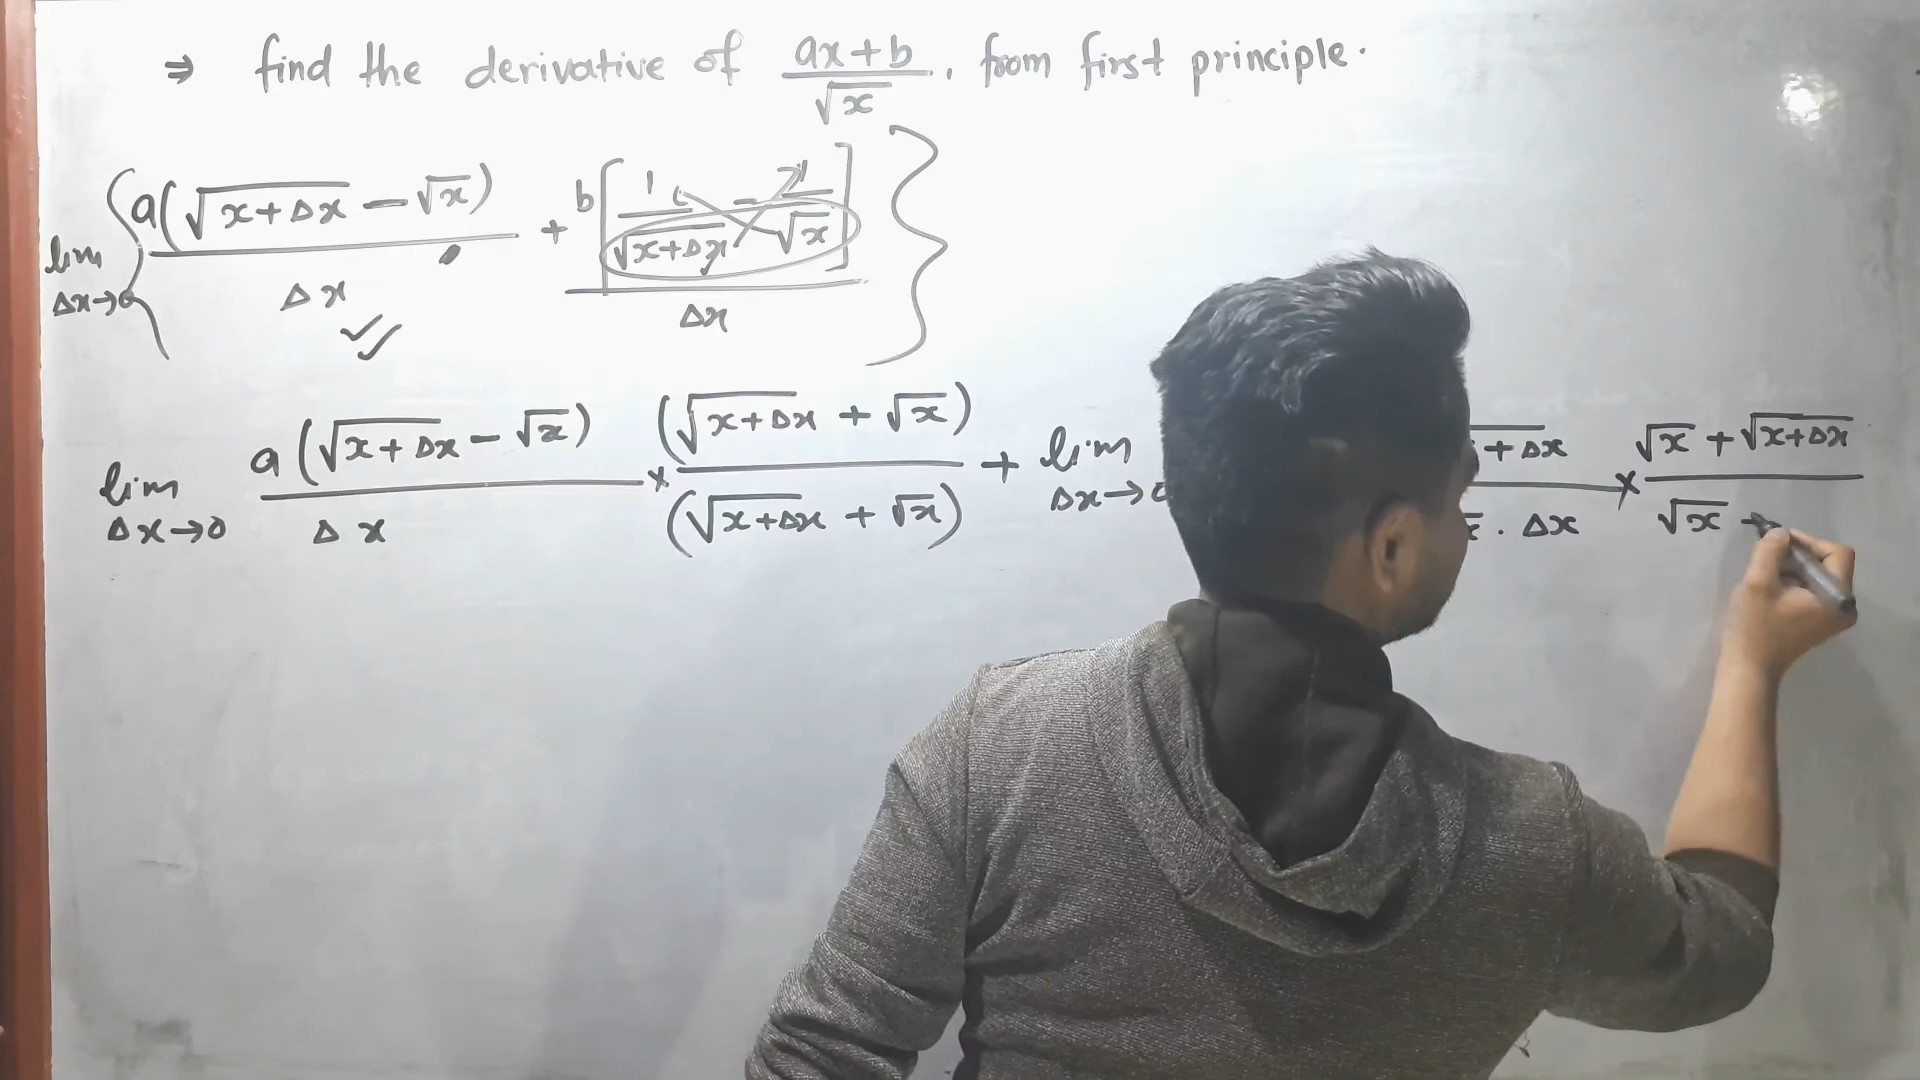 ⇒ find the derivative of (ax+b)/√x, from first principle.
lim Δx→0 { a(√(x+Δx) − √x)/Δx + b[1/√(x+Δx) − 1/√x]/Δx }
lim Δx→0 a(√(x+Δx) − √x)/Δx × (√(x+Δx) + √x)/(√(x+Δx) + √x) + lim Δx→0 +Δx/. Δx × √x + √(x+Δx)/√x +